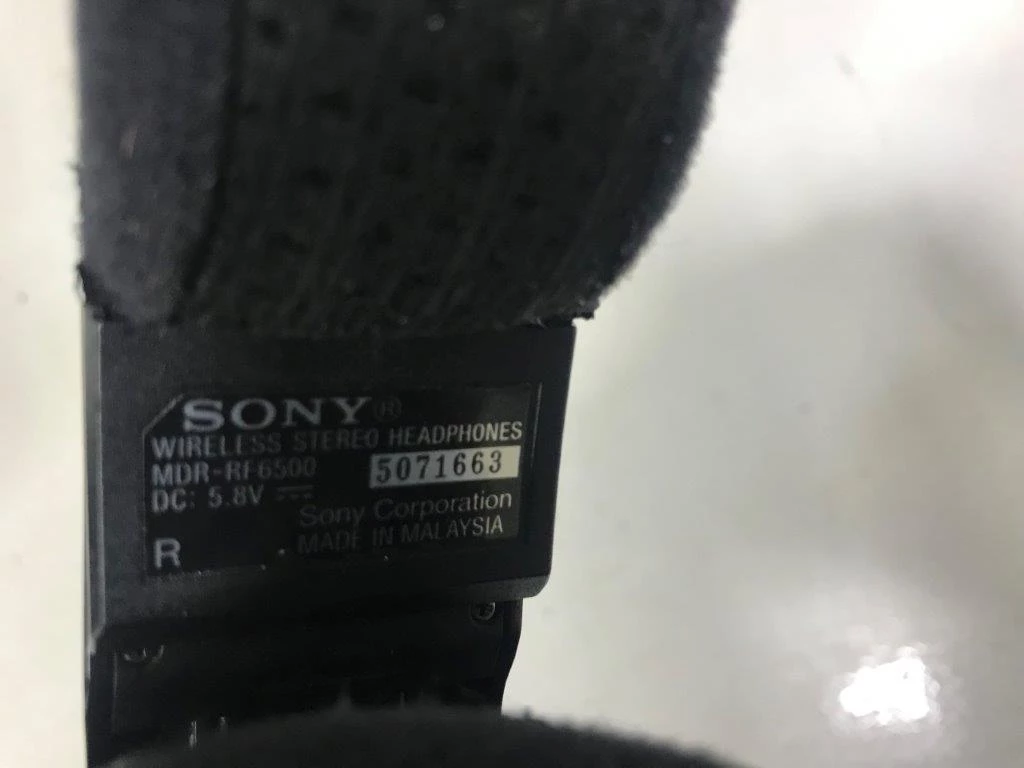 SONY®
WIRELESS STEREO HEADPHONES
MDR-RF6500 5071663
DC: 5.8V ⎓
Sony Corporation
R MADE IN MALAYSIA